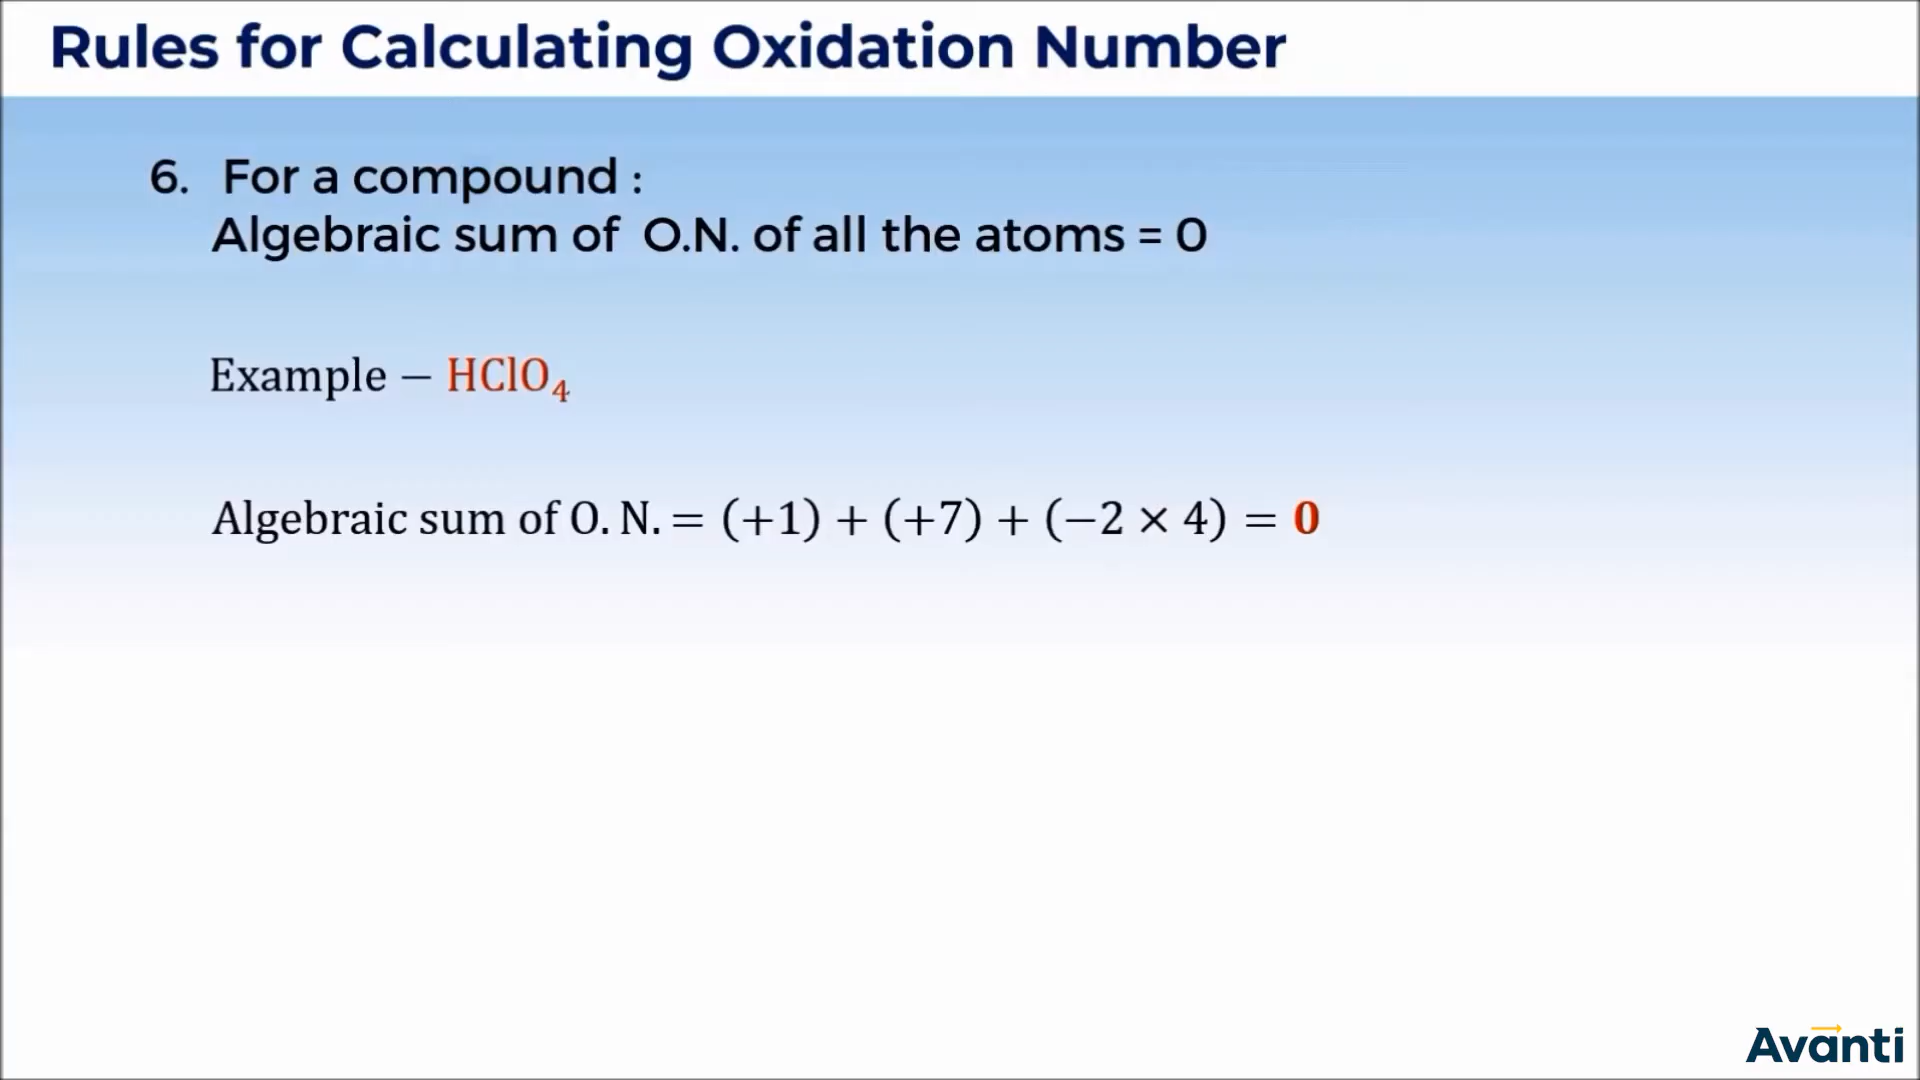 Rules for Calculating Oxidation Number
6. For a compound :
Algebraic sum of O.N. of all the atoms = 0
Example – HClO₄
Algebraic sum of O. N. = (+1) + (+7) + (−2 × 4) = 0
Avanti